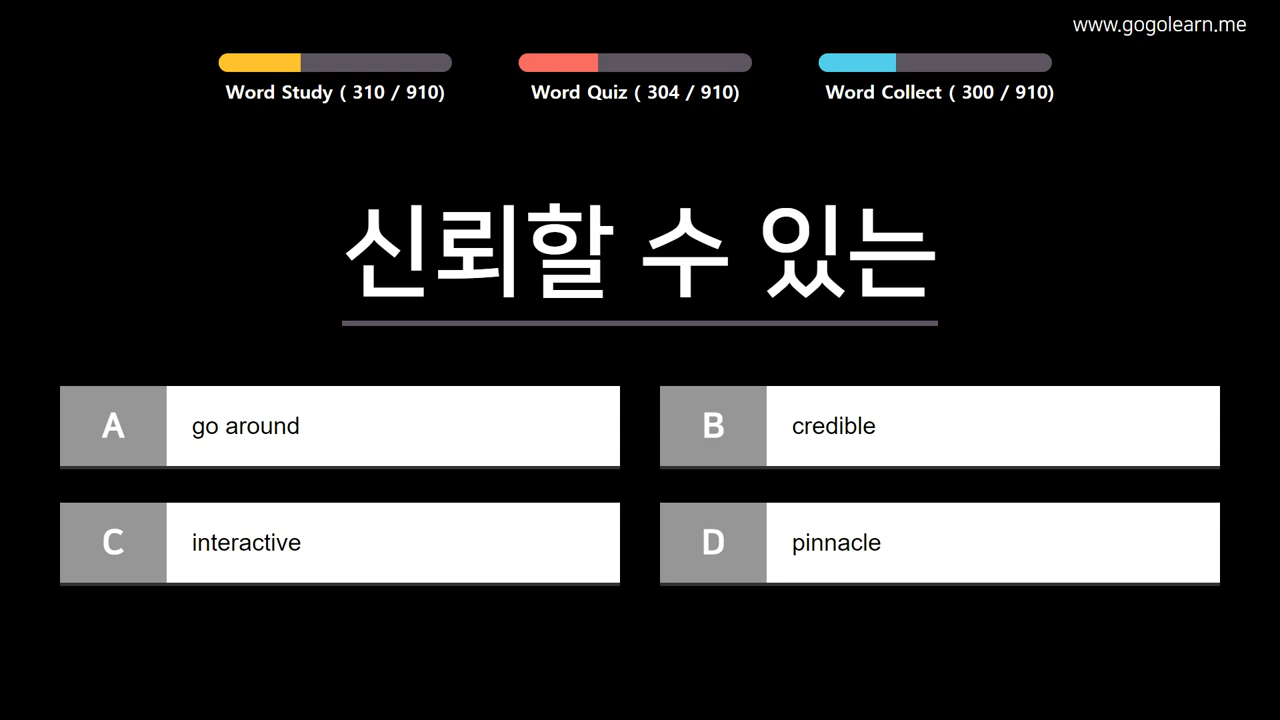 www.gogolearn.me
Word Study ( 310 / 910)
Word Quiz ( 304 / 910)
Word Collect ( 300 / 910)
신뢰할 수 있는
A
go around
B
credible
C
interactive
D
pinnacle